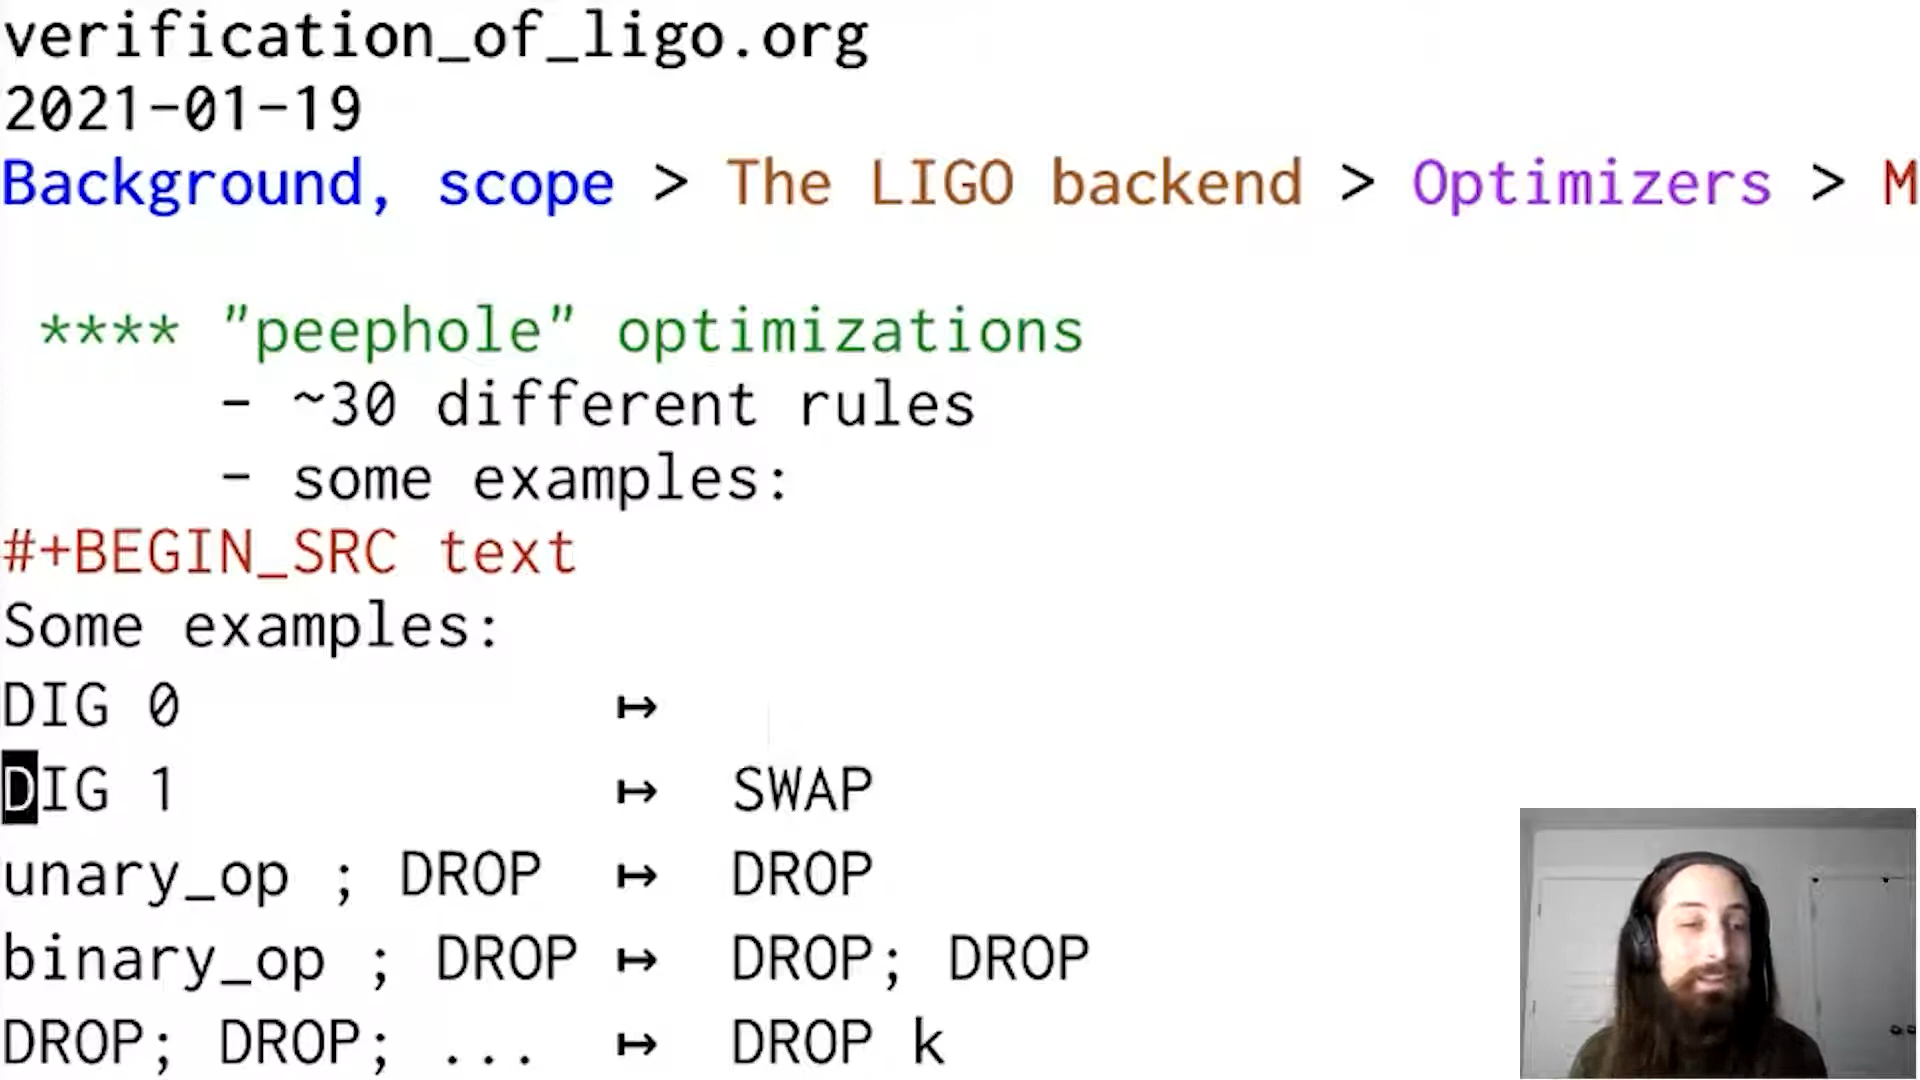 verification_of_ligo.org
2021-01-19
Background, scope > The LIGO backend > Optimizers > M
**** "peephole" optimizations
- ~30 different rules
- some examples:
#+BEGIN_SRC text
Some examples:
DIG 0 ↦
DIG 1 ↦ SWAP
unary_op ; DROP ↦ DROP
binary_op ; DROP ↦ DROP; DROP
DROP; DROP; ... ↦ DROP k